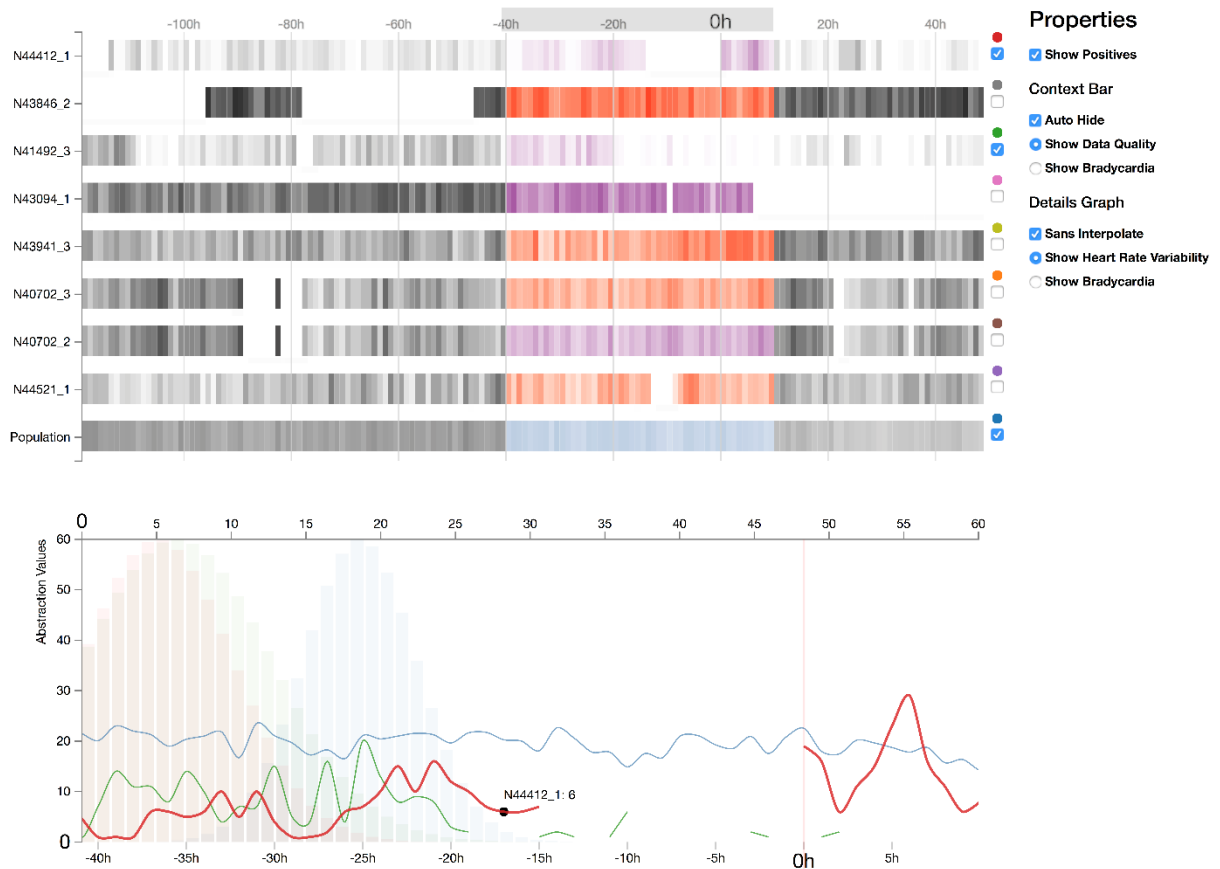 -100h -80h -60h -40h -20h 0h 20h 40h
N44412_1
N43846_2
N41492_3
N43094_1
N43941_3
N40702_3
N40702_2
N44521_1
Population
Properties
Show Positives
Context Bar
Auto Hide
Show Data Quality
Show Bradycardia
Details Graph
Sans Interpolate
Show Heart Rate Variability
Show Bradycardia
0 5 10 15 20 25 30 35 40 45 50 55 60
Abstraction Values
60
50
40
30
20
10
0
N44412_1: 6
-40h -35h -30h -25h -20h -15h -10h -5h 0h 5h